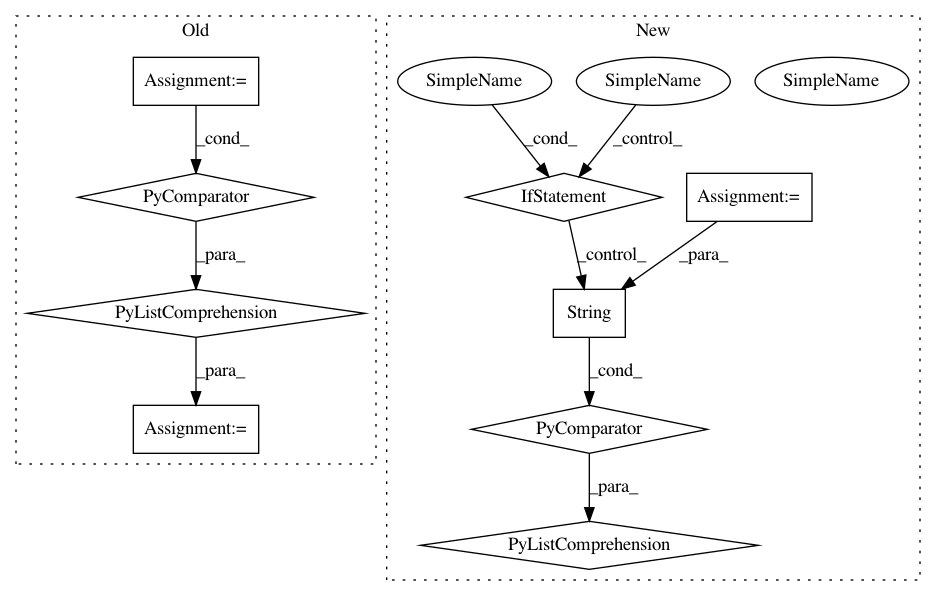 Old
New
Assignment:=
SimpleName
SimpleName
SimpleName
_cond_
_cond_
_control_
PyComparator
IfStatement
Assignment:=
_para_
_control_
_para_
PyListComprehension
String
_para_
_cond_
Assignment:=
PyComparator
_para_
PyListComprehension